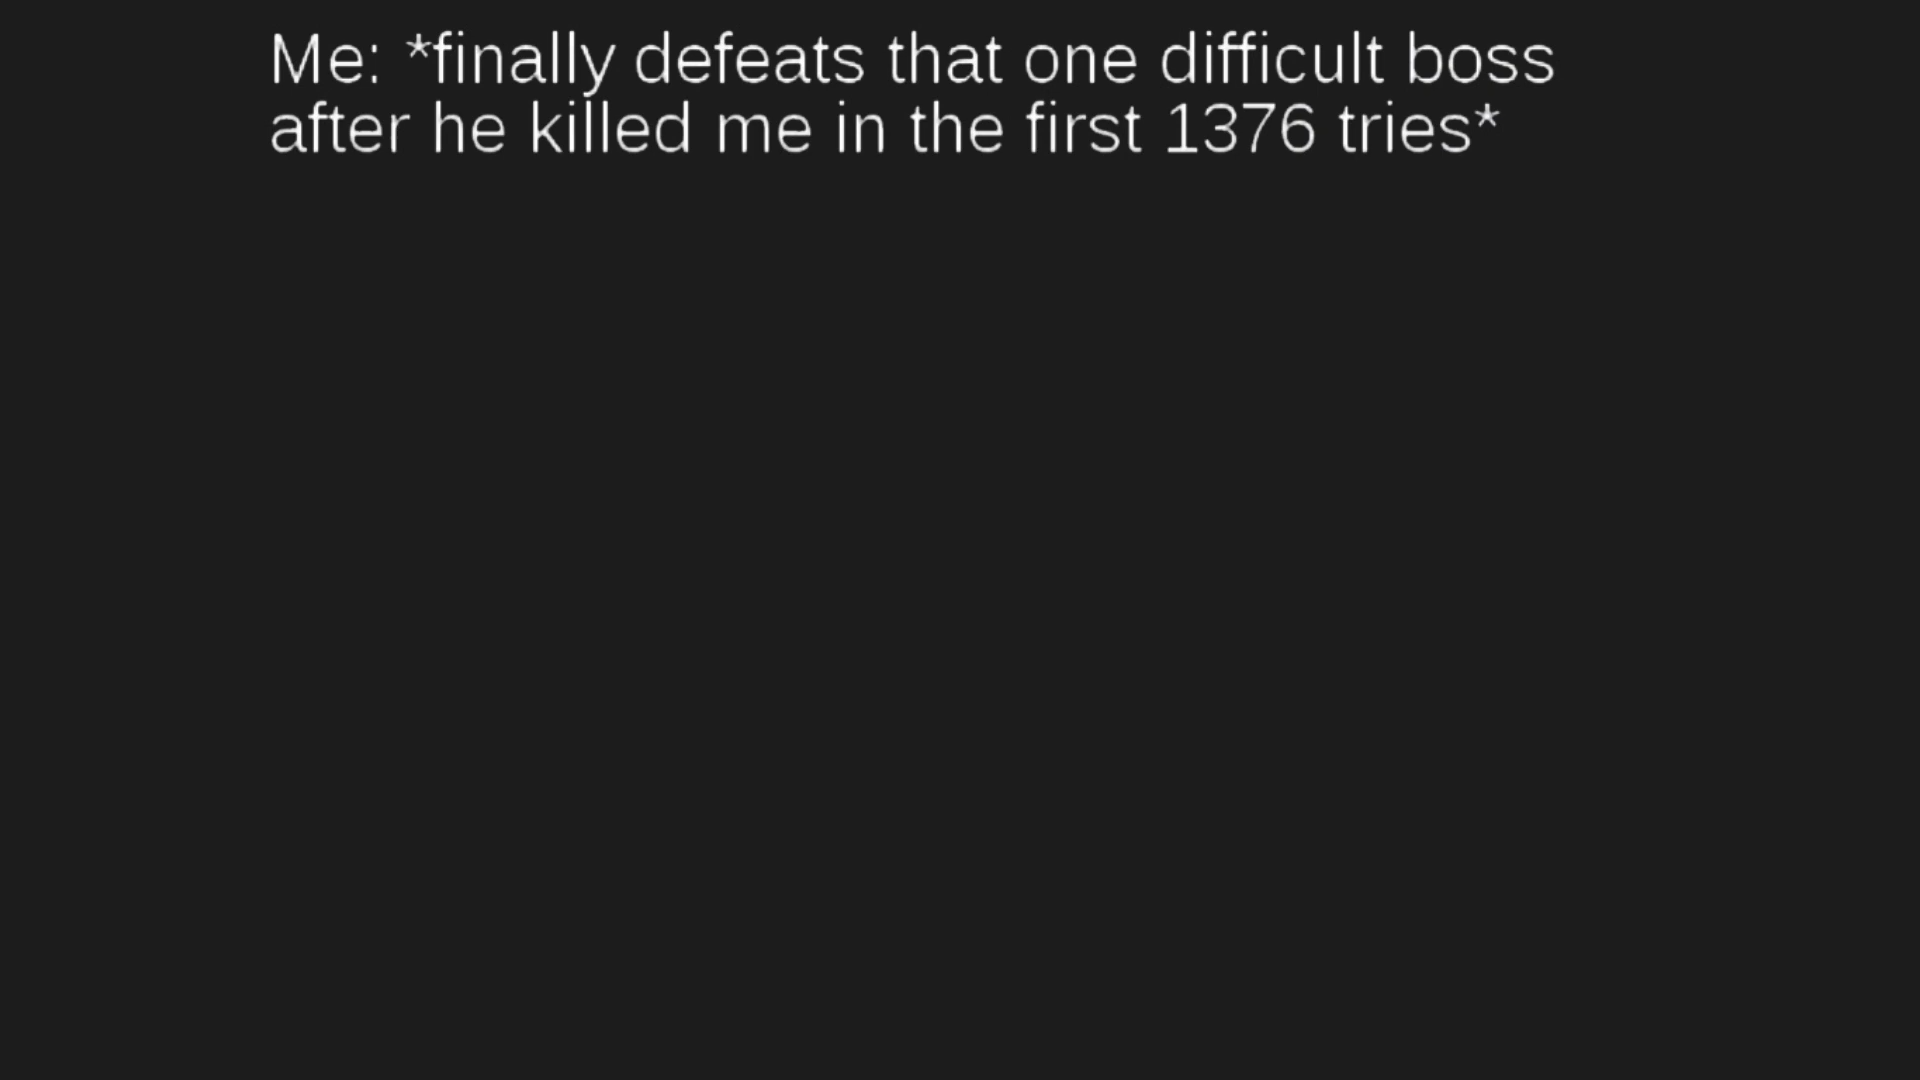 Me: *finally defeats that one difficult boss
after he killed me in the first 1376 tries*